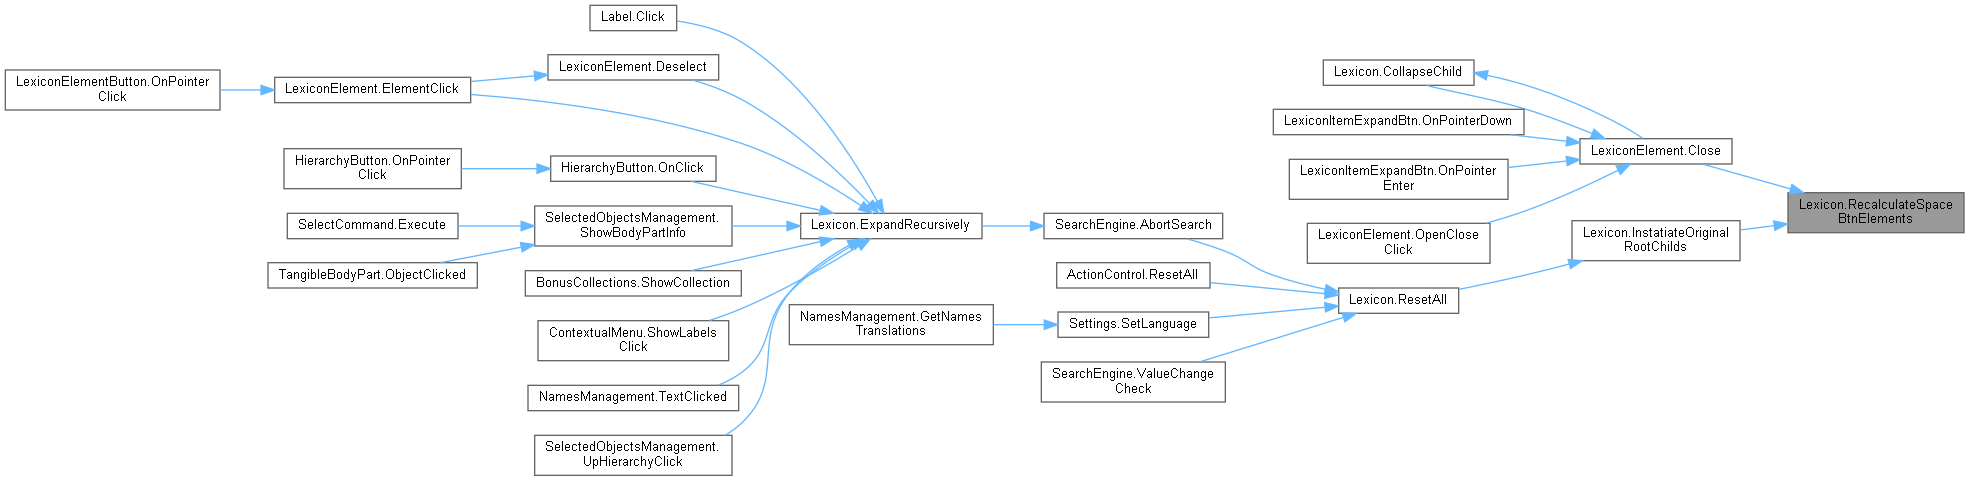 Label.Click
LexiconElement.Deselect
LexiconElementButton.OnPointer
Click
LexiconElement.ElementClick
HierarchyButton.OnPointer
Click
HierarchyButton.OnClick
SelectCommand.Execute
SelectedObjectsManagement.
ShowBodyPartInfo
TangibleBodyPart.ObjectClicked
BonusCollections.ShowCollection
ContextualMenu.ShowLabels
Click
NamesManagement.TextClicked
SelectedObjectsManagement.
UpHierarchyClick
Lexicon.ExpandRecursively
NamesManagement.GetNames
Translations
SearchEngine.AbortSearch
ActionControl.ResetAll
Settings.SetLanguage
SearchEngine.ValueChange
Check
Lexicon.CollapseChild
LexiconItemExpandBtn.OnPointerDown
LexiconItemExpandBtn.OnPointer
Enter
LexiconElement.OpenClose
Click
Lexicon.ResetAll
LexiconElement.Close
Lexicon.InstatiateOriginal
RootChilds
Lexicon.RecalculateSpace
BtnElements